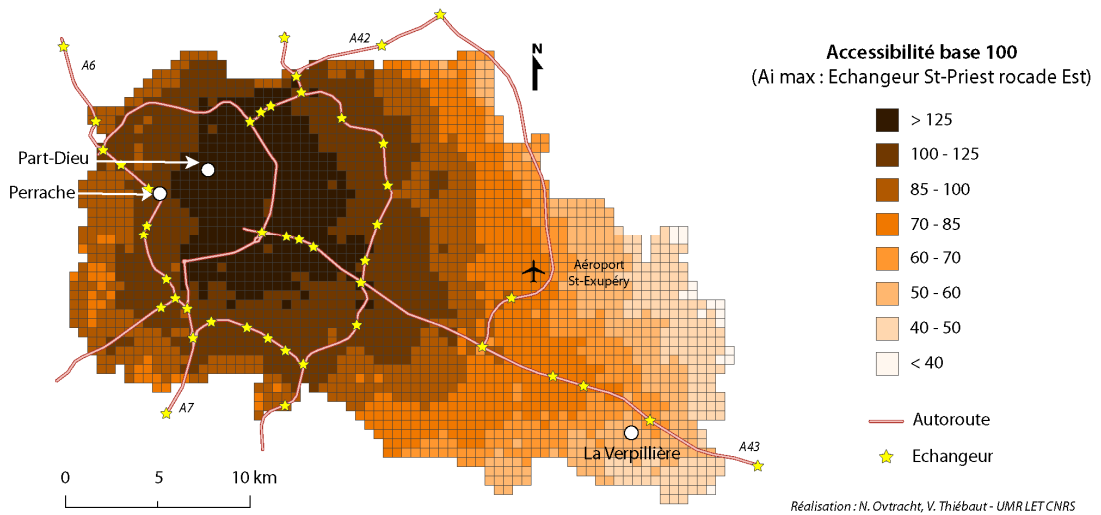 A6
A42
N
Part-Dieu
Perrache
Aéroport
St-Exupéry
A7
La Verpillière
A43
0 5 10 km
Accessibilité base 100
(Ai max : Echangeur St-Priest rocade Est)
> 125
100 - 125
85 - 100
70 - 85
60 - 70
50 - 60
40 - 50
< 40
Autoroute
Echangeur
Réalisation : N. Ovtracht, V. Thiébaut - UMR LET CNRS